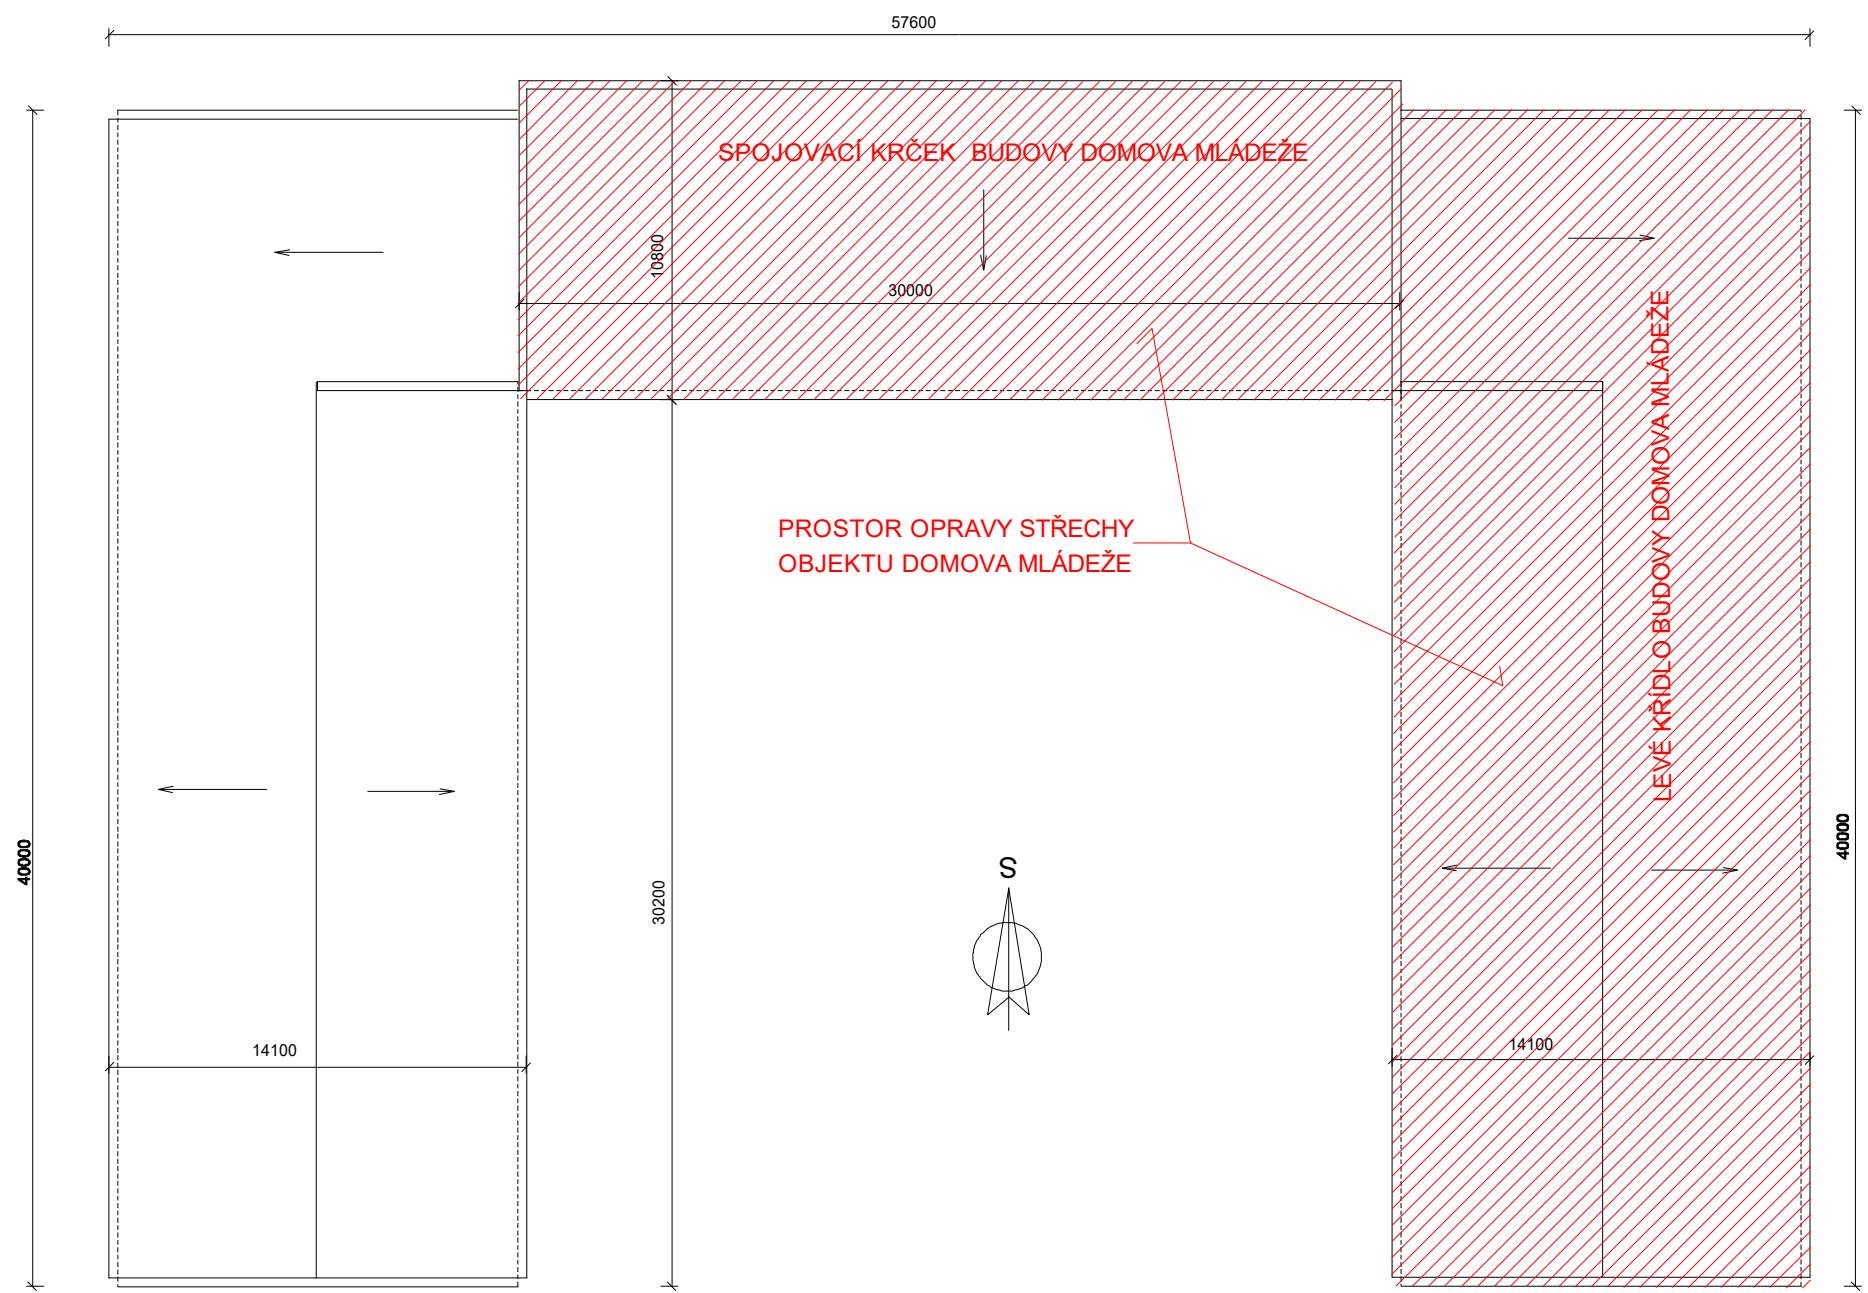 57600
SPOJOVACÍ KRČEK BUDOVY DOMOVA MLÁDEŽE
10800
30000
LEVÉ KŘÍDLO BUDOVY DOMOVA MLÁDEŽE
PROSTOR OPRAVY STŘECHY
OBJEKTU DOMOVA MLÁDEŽE
40000
40000
S
30200
14100
14100